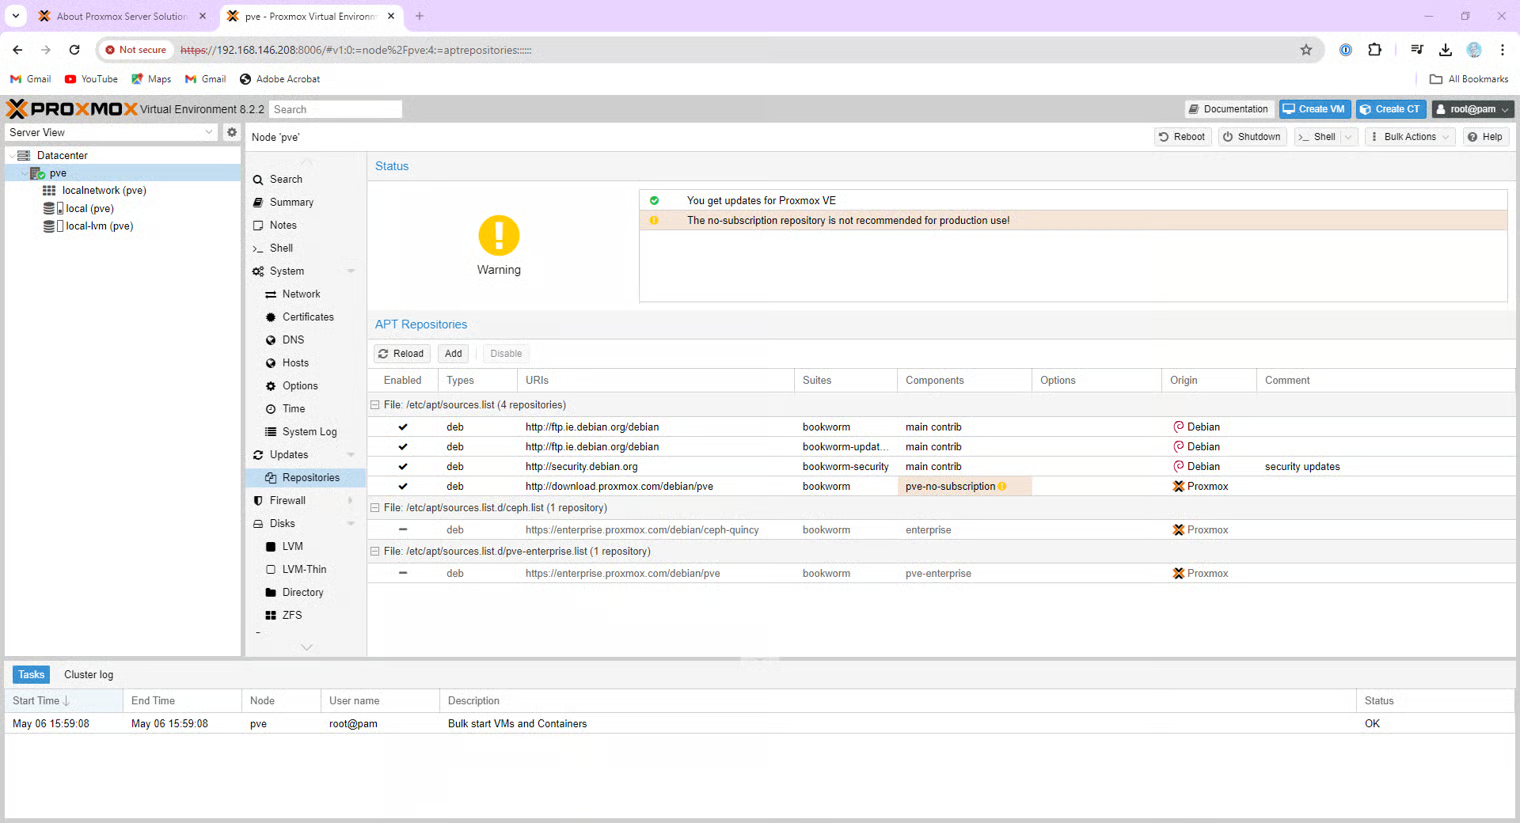 About Proxmox Server Solution
pve - Proxmox Virtual Environm
Not secure https://192.168.146.208:8006/#v1:0:=node%2Fpve:4:=aptrepositories::::::
Gmail YouTube Maps Gmail Adobe Acrobat All Bookmarks
PROXMOX Virtual Environment 8.2.2 Search Documentation Create VM Create CT root@pam
Server View
Node 'pve' Reboot Shutdown Shell Bulk Actions Help
Datacenter
pve
localnetwork (pve)
local (pve)
local-lvm (pve)
Search
Summary
Notes
Shell
System
Network
Certificates
DNS
Hosts
Options
Time
System Log
Updates
Repositories
Firewall
Disks
LVM
LVM-Thin
Directory
ZFS
Status
Warning
You get updates for Proxmox VE
The no-subscription repository is not recommended for production use!
APT Repositories
Reload Add Disable
Enabled Types URIs Suites Components Options Origin Comment
File: /etc/apt/sources.list (4 repositories)
deb http://ftp.ie.debian.org/debian bookworm main contrib Debian
deb http://ftp.ie.debian.org/debian bookworm-updat... main contrib Debian
deb http://security.debian.org bookworm-security main contrib Debian security updates
deb http://download.proxmox.com/debian/pve bookworm pve-no-subscription Proxmox
File: /etc/apt/sources.list.d/ceph.list (1 repository)
deb https://enterprise.proxmox.com/debian/ceph-quincy bookworm enterprise Proxmox
File: /etc/apt/sources.list.d/pve-enterprise.list (1 repository)
deb https://enterprise.proxmox.com/debian/pve bookworm pve-enterprise Proxmox
Tasks Cluster log
Start Time End Time Node User name Description Status
May 06 15:59:08 May 06 15:59:08 pve root@pam Bulk start VMs and Containers OK